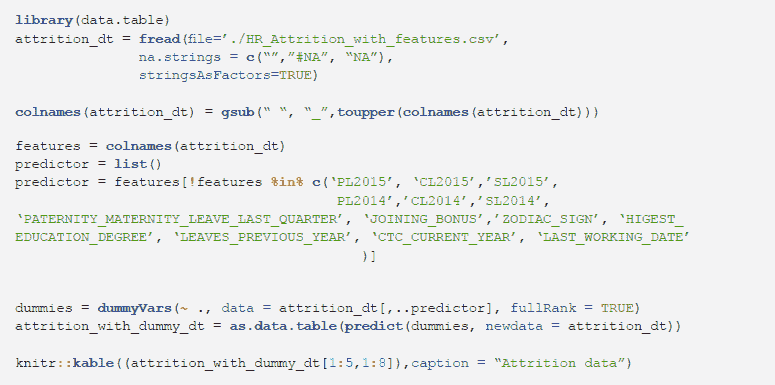 library(data.table)
attrition_dt = fread(file=’./HR_Attrition_with_features.csv’,
na.strings = c(“”,”#NA”, “NA”),
stringsAsFactors=TRUE)
colnames(attrition_dt) = gsub(“ “, “_”,toupper(colnames(attrition_dt)))
features = colnames(attrition_dt)
predictor = list()
predictor = features[!features %in% c(‘PL2015’, ‘CL2015’,’SL2015’,
PL2014’,’CL2014’,’SL2014’,
‘PATERNITY_MATERNITY_LEAVE_LAST_QUARTER’, ‘JOINING_BONUS’,’ZODIAC_SIGN’, ‘HIGEST_
EDUCATION_DEGREE’, ‘LEAVES_PREVIOUS_YEAR’, ‘CTC_CURRENT_YEAR’, ‘LAST_WORKING_DATE’
)]
dummies = dummyVars(~ ., data = attrition_dt[,..predictor], fullRank = TRUE)
attrition_with_dummy_dt = as.data.table(predict(dummies, newdata = attrition_dt))
knitr::kable((attrition_with_dummy_dt[1:5,1:8]),caption = “Attrition data”)